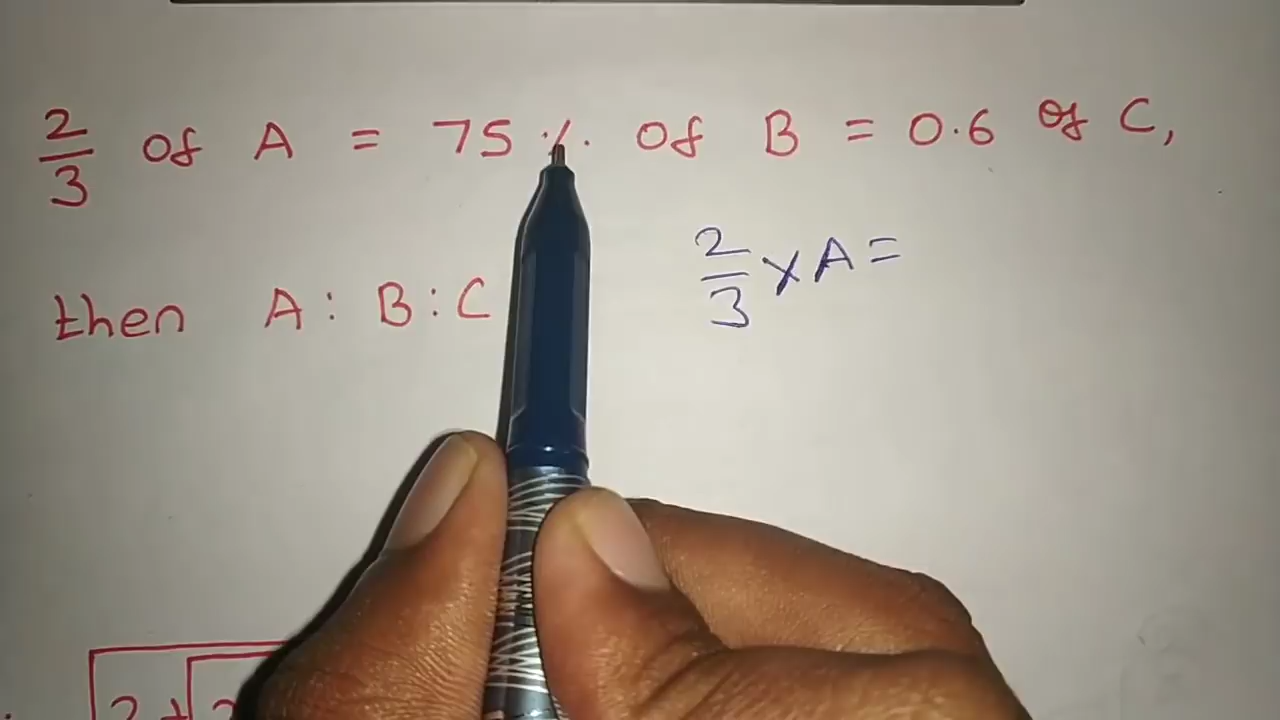 2/3 of A = 75 % of B = 0.6 of C,
then A : B : C
2/3 × A =